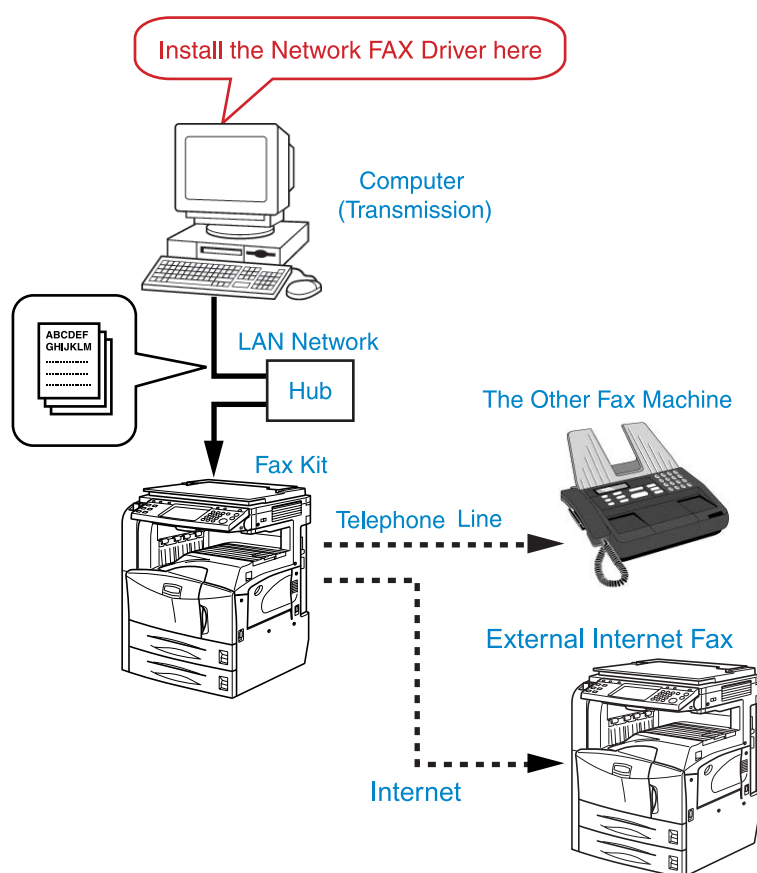 Install the Network FAX Driver here
Computer
(Transmission)
ABCDEF
GHIJKLM
LAN Network
Hub
The Other Fax Machine
Fax Kit
Telephone Line
External Internet Fax
Internet